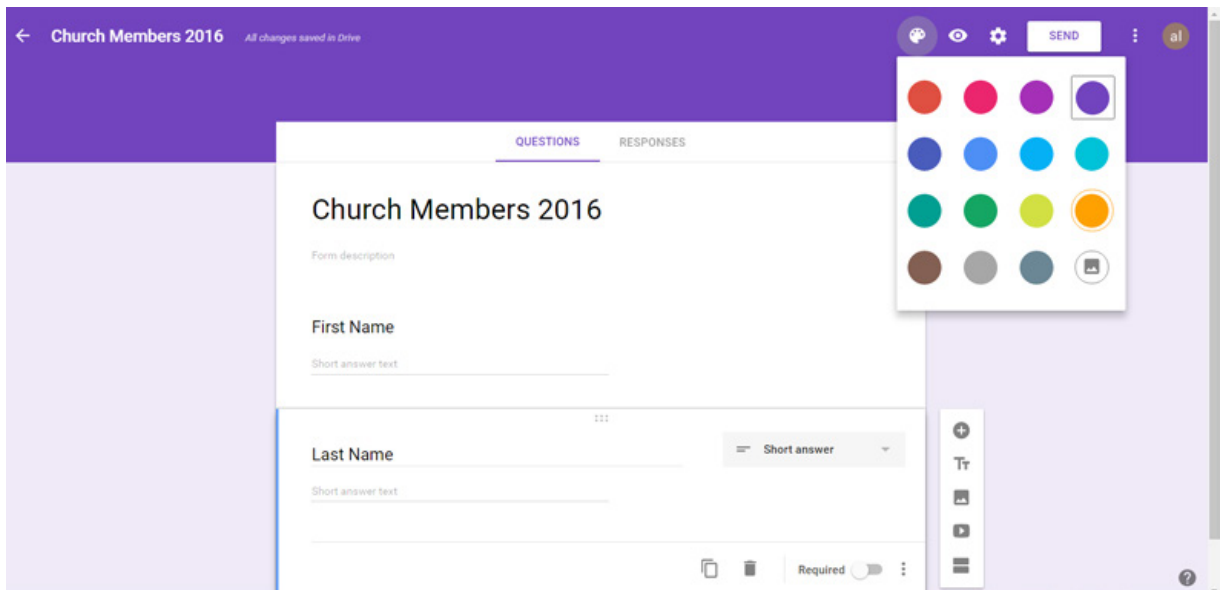 Church Members 2016 All changes saved in Drive SEND al
QUESTIONS RESPONSES
Church Members 2016
Form description
First Name
Short answer text
Last Name Short answer
Short answer text
Required